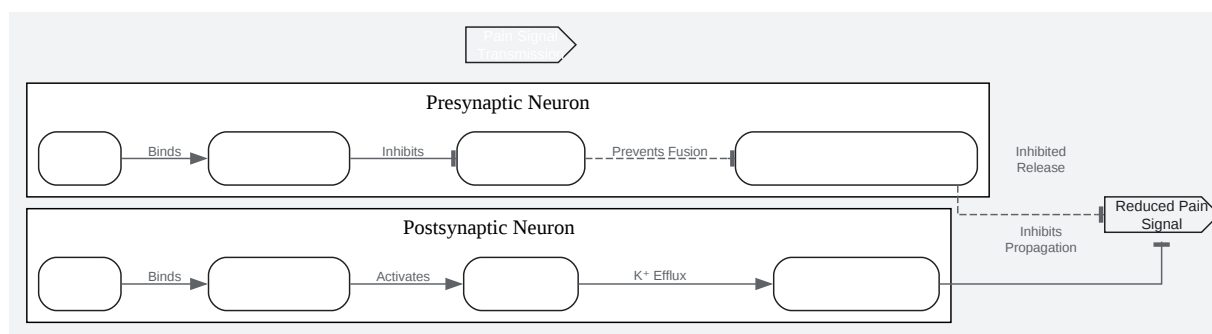 Pain Signal
Transmission
Presynaptic Neuron
Binds
Inhibits
Prevents Fusion
Inhibited
Release
Reduced Pain
Signal
Postsynaptic Neuron
Inhibits
Propagation
Binds
Activates
K⁺ Efflux